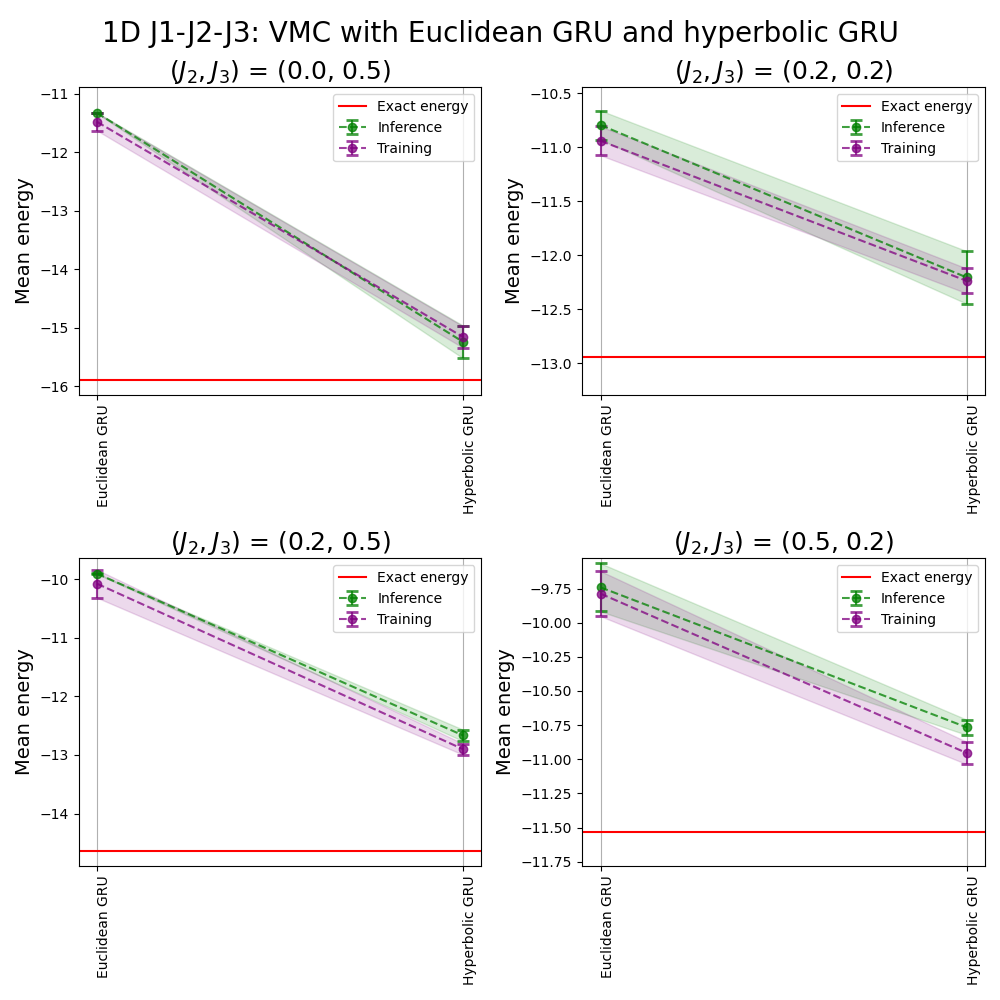 1D J1-J2-J3: VMC with Euclidean GRU and hyperbolic GRU
(J₂, J₃) = (0.0, 0.5)
Mean energy
−11
−12
−13
−14
−15
−16
Exact energy
Inference
Training
Euclidean GRU
Hyperbolic GRU
(J₂, J₃) = (0.2, 0.2)
Mean energy
−10.5
−11.0
−11.5
−12.0
−12.5
−13.0
Exact energy
Inference
Training
Euclidean GRU
Hyperbolic GRU
(J₂, J₃) = (0.2, 0.5)
Mean energy
−10
−11
−12
−13
−14
Exact energy
Inference
Training
Euclidean GRU
Hyperbolic GRU
(J₂, J₃) = (0.5, 0.2)
Mean energy
−9.75
−10.00
−10.25
−10.50
−10.75
−11.00
−11.25
−11.50
−11.75
Exact energy
Inference
Training
Euclidean GRU
Hyperbolic GRU